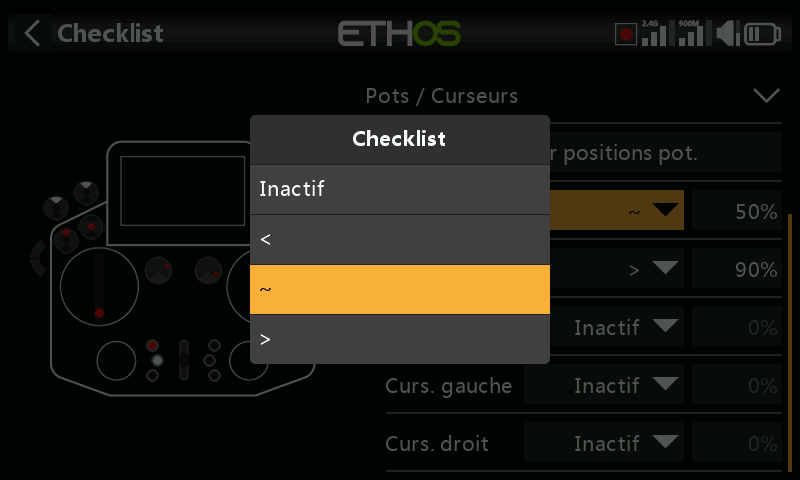 Checklist
ETHOS
2.4G
900M
Pots / Curseurs
Checklist
r positions pot.
Inactif
<
~
>
~ 50%
> 90%
Inactif 0%
Curs. gauche Inactif 0%
Curs. droit Inactif 0%